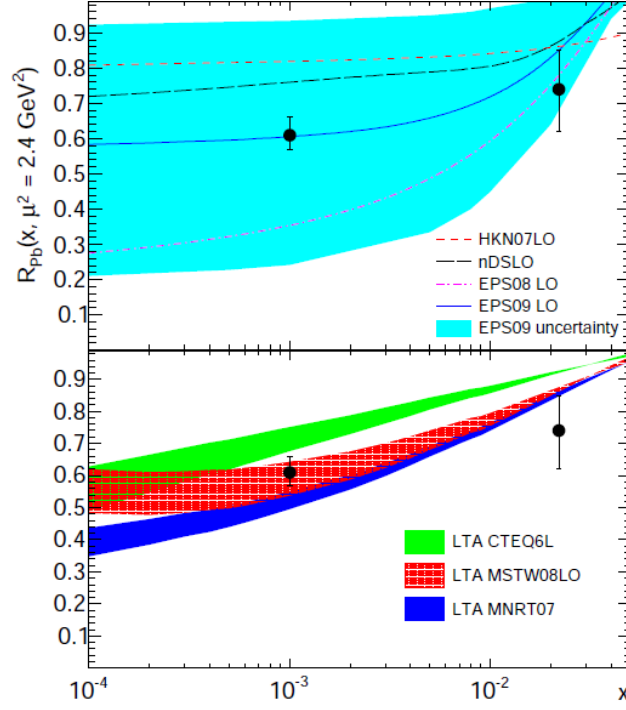 R_Pb(x, μ² = 2.4 GeV²)
0.9
0.8
0.7
0.6
0.5
0.4
0.3
0.2
0.1
HKN07LO
nDSLO
EPS08 LO
EPS09 LO
EPS09 uncertainty
0.9
0.8
0.7
0.6
0.5
0.4
0.3
0.2
0.1
LTA CTEQ6L
LTA MSTW08LO
LTA MNRT07
10⁻⁴ 10⁻³ 10⁻² x